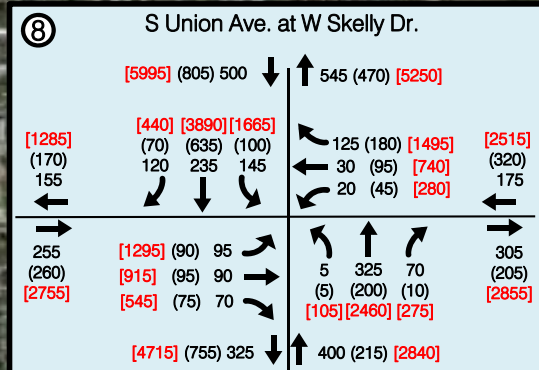 8
S Union Ave. at W Skelly Dr.
[5995] (805) 500
545 (470) [5250]
[1285]
(170)
155
[440] [3890] [1665]
(70) (635) (100)
120 235 145
125 (180) [1495]
30 (95) [740]
20 (45) [280]
[2515]
(320)
175
255
(260)
[2755]
[1295] (90) 95
[915] (95) 90
[545] (75) 70
5 325 70
(5) (200) (10)
[105] [2460] [275]
305
(205)
[2855]
[4715] (755) 325
400 (215) [2840]